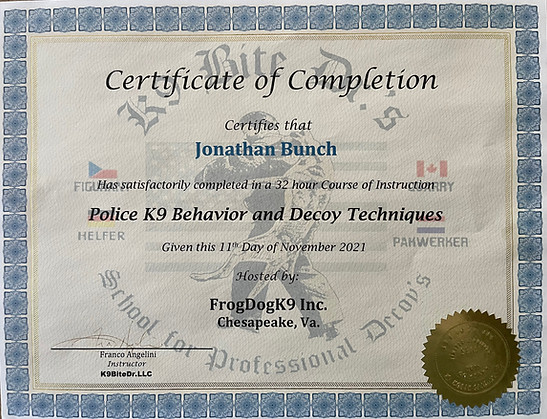 K9 Bite Dr.'s
Certificate of Completion
Certifies that
Jonathan Bunch
Has satisfactorily completed in a 32 hour Course of Instruction
Police K9 Behavior and Decoy Techniques
HELFER
PAKWERKER
Given this 11th Day of November 2021
Hosted by:
FrogDogK9 Inc.
Chesapeake, Va.
School for Professional Decoy's
Franco Angelini
Instructor
K9BiteDr.LLC